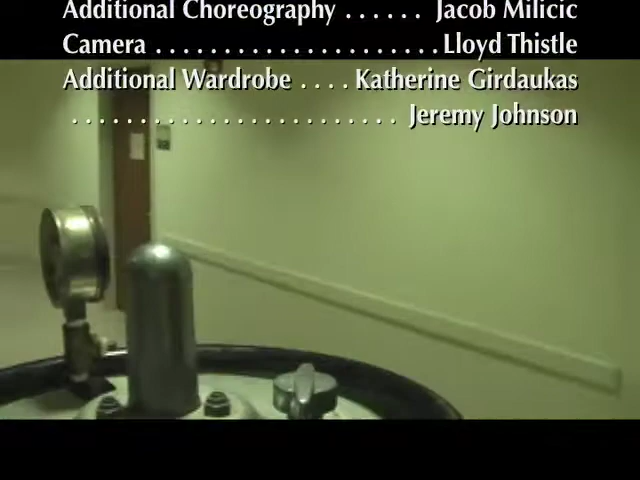 Additional Choreography . . . . . . Jacob Milicic
Camera . . . . . . . . . . . . . . . . . . . . . Lloyd Thistle
Additional Wardrobe . . . . Katherine Girdaukas
. . . . . . . . . . . . . . . . . . . . . . . . Jeremy Johnson